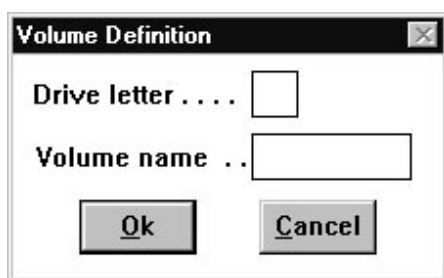 Volume Definition
Drive letter . . . .
Volume name . .
Ok Cancel